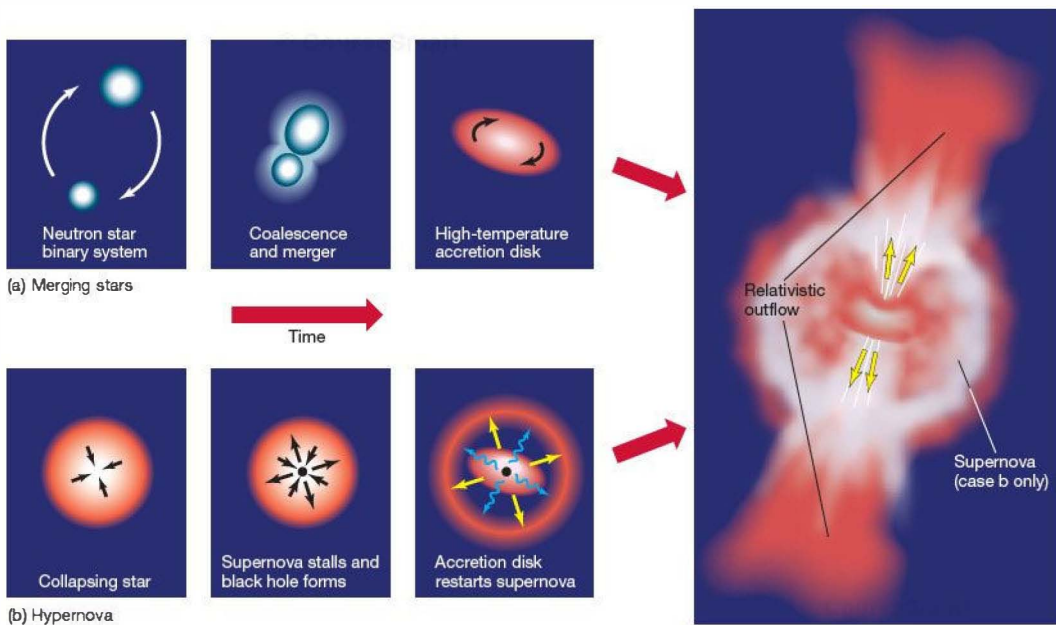 Neutron star
binary system
Coalescence
and merger
High-temperature
accretion disk
(a) Merging stars
Time
Collapsing star
Supernova stalls and
black hole forms
Accretion disk
restarts supernova
(b) Hypernova
Relativistic
outflow
Supernova
(case b only)